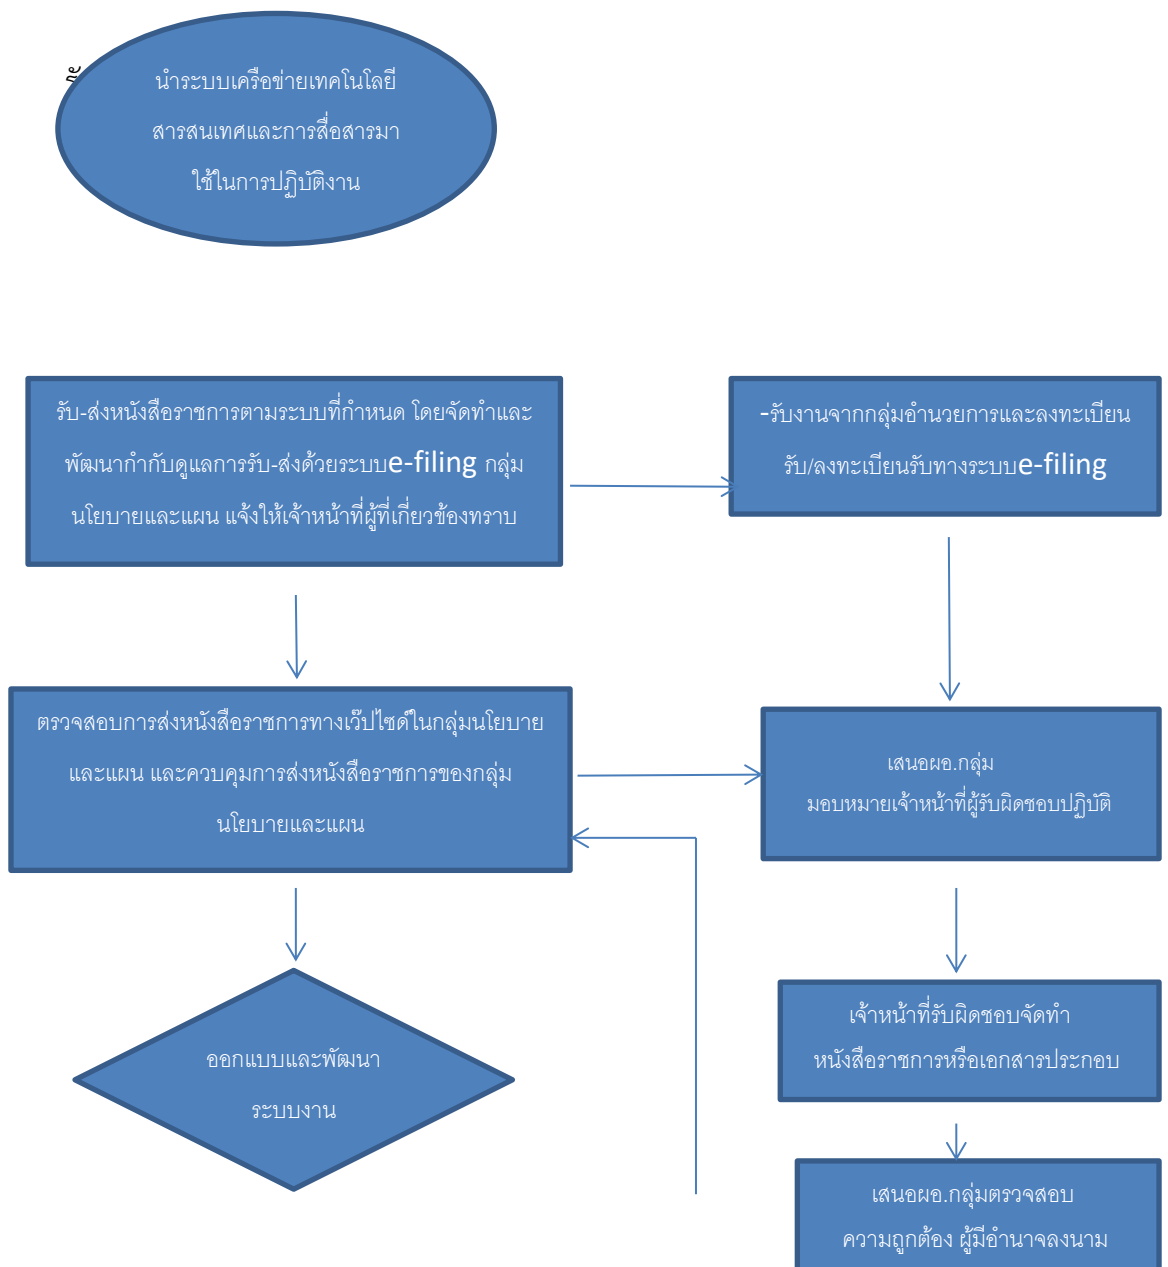 นำระบบเครือข่ายเทคโนโลยี
สารสนเทศและการสื่อสารมา
ใช้ในการปฏิบัติงาน
รับ-ส่งหนังสือราชการตามระบบที่กำหนด โดยจัดทำและ
พัฒนากำกับดูแลการรับ-ส่งด้วยระบบe-filing กลุ่ม
นโยบายและแผน แจ้งให้เจ้าหน้าที่ผู้ที่เกี่ยวข้องทราบ
-รับงานจากกลุ่มอำนวยการและลงทะเบียน
รับ/ลงทะเบียนรับทางระบบe-filing
ตรวจสอบการส่งหนังสือราชการทางเว็ปไซด์ในกลุ่มนโยบาย
และแผน และควบคุมการส่งหนังสือราชการของกลุ่ม
นโยบายและแผน
เสนอผอ.กลุ่ม
มอบหมายเจ้าหน้าที่ผู้รับผิดชอบปฏิบัติ
ออกแบบและพัฒนา
ระบบงาน
เจ้าหน้าที่รับผิดชอบจัดทำ
หนังสือราชการหรือเอกสารประกอบ
เสนอผอ.กลุ่มตรวจสอบ
ความถูกต้อง ผู้มีอำนาจลงนาม